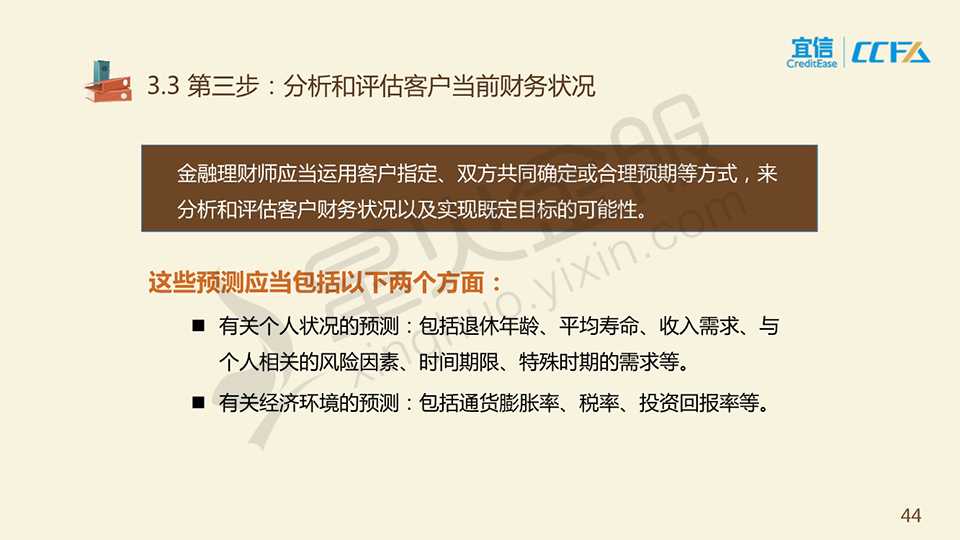 宜信
CreditEase
CCFA
3.3 第三步：分析和评估客户当前财务状况
金融理财师应当运用客户指定、双方共同确定或合理预期等方式，来
分析和评估客户财务状况以及实现既定目标的可能性。
这些预测应当包括以下两个方面：
■ 有关个人状况的预测：包括退休年龄、平均寿命、收入需求、与
个人相关的风险因素、时间期限、特殊时期的需求等。
■ 有关经济环境的预测：包括通货膨胀率、税率、投资回报率等。
星火金服
xinghuo.yixin.com
44